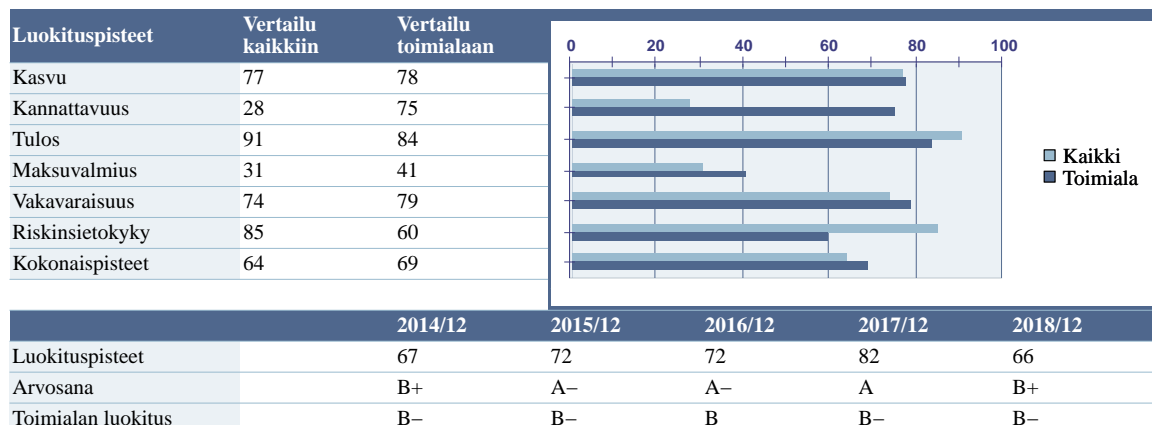 Luokituspisteet Vertailu kaikkiin Vertailu toimialaan
Kasvu 77 78
Kannattavuus 28 75
Tulos 91 84
Maksuvalmius 31 41
Vakavaraisuus 74 79
Riskinsietokyky 85 60
Kokonaispisteet 64 69
0 20 40 60 80 100
Kaikki
Toimiala
2014/12 2015/12 2016/12 2017/12 2018/12
Luokituspisteet 67 72 72 82 66
Arvosana B+ A– A– A B+
Toimialan luokitus B– B– B B– B–